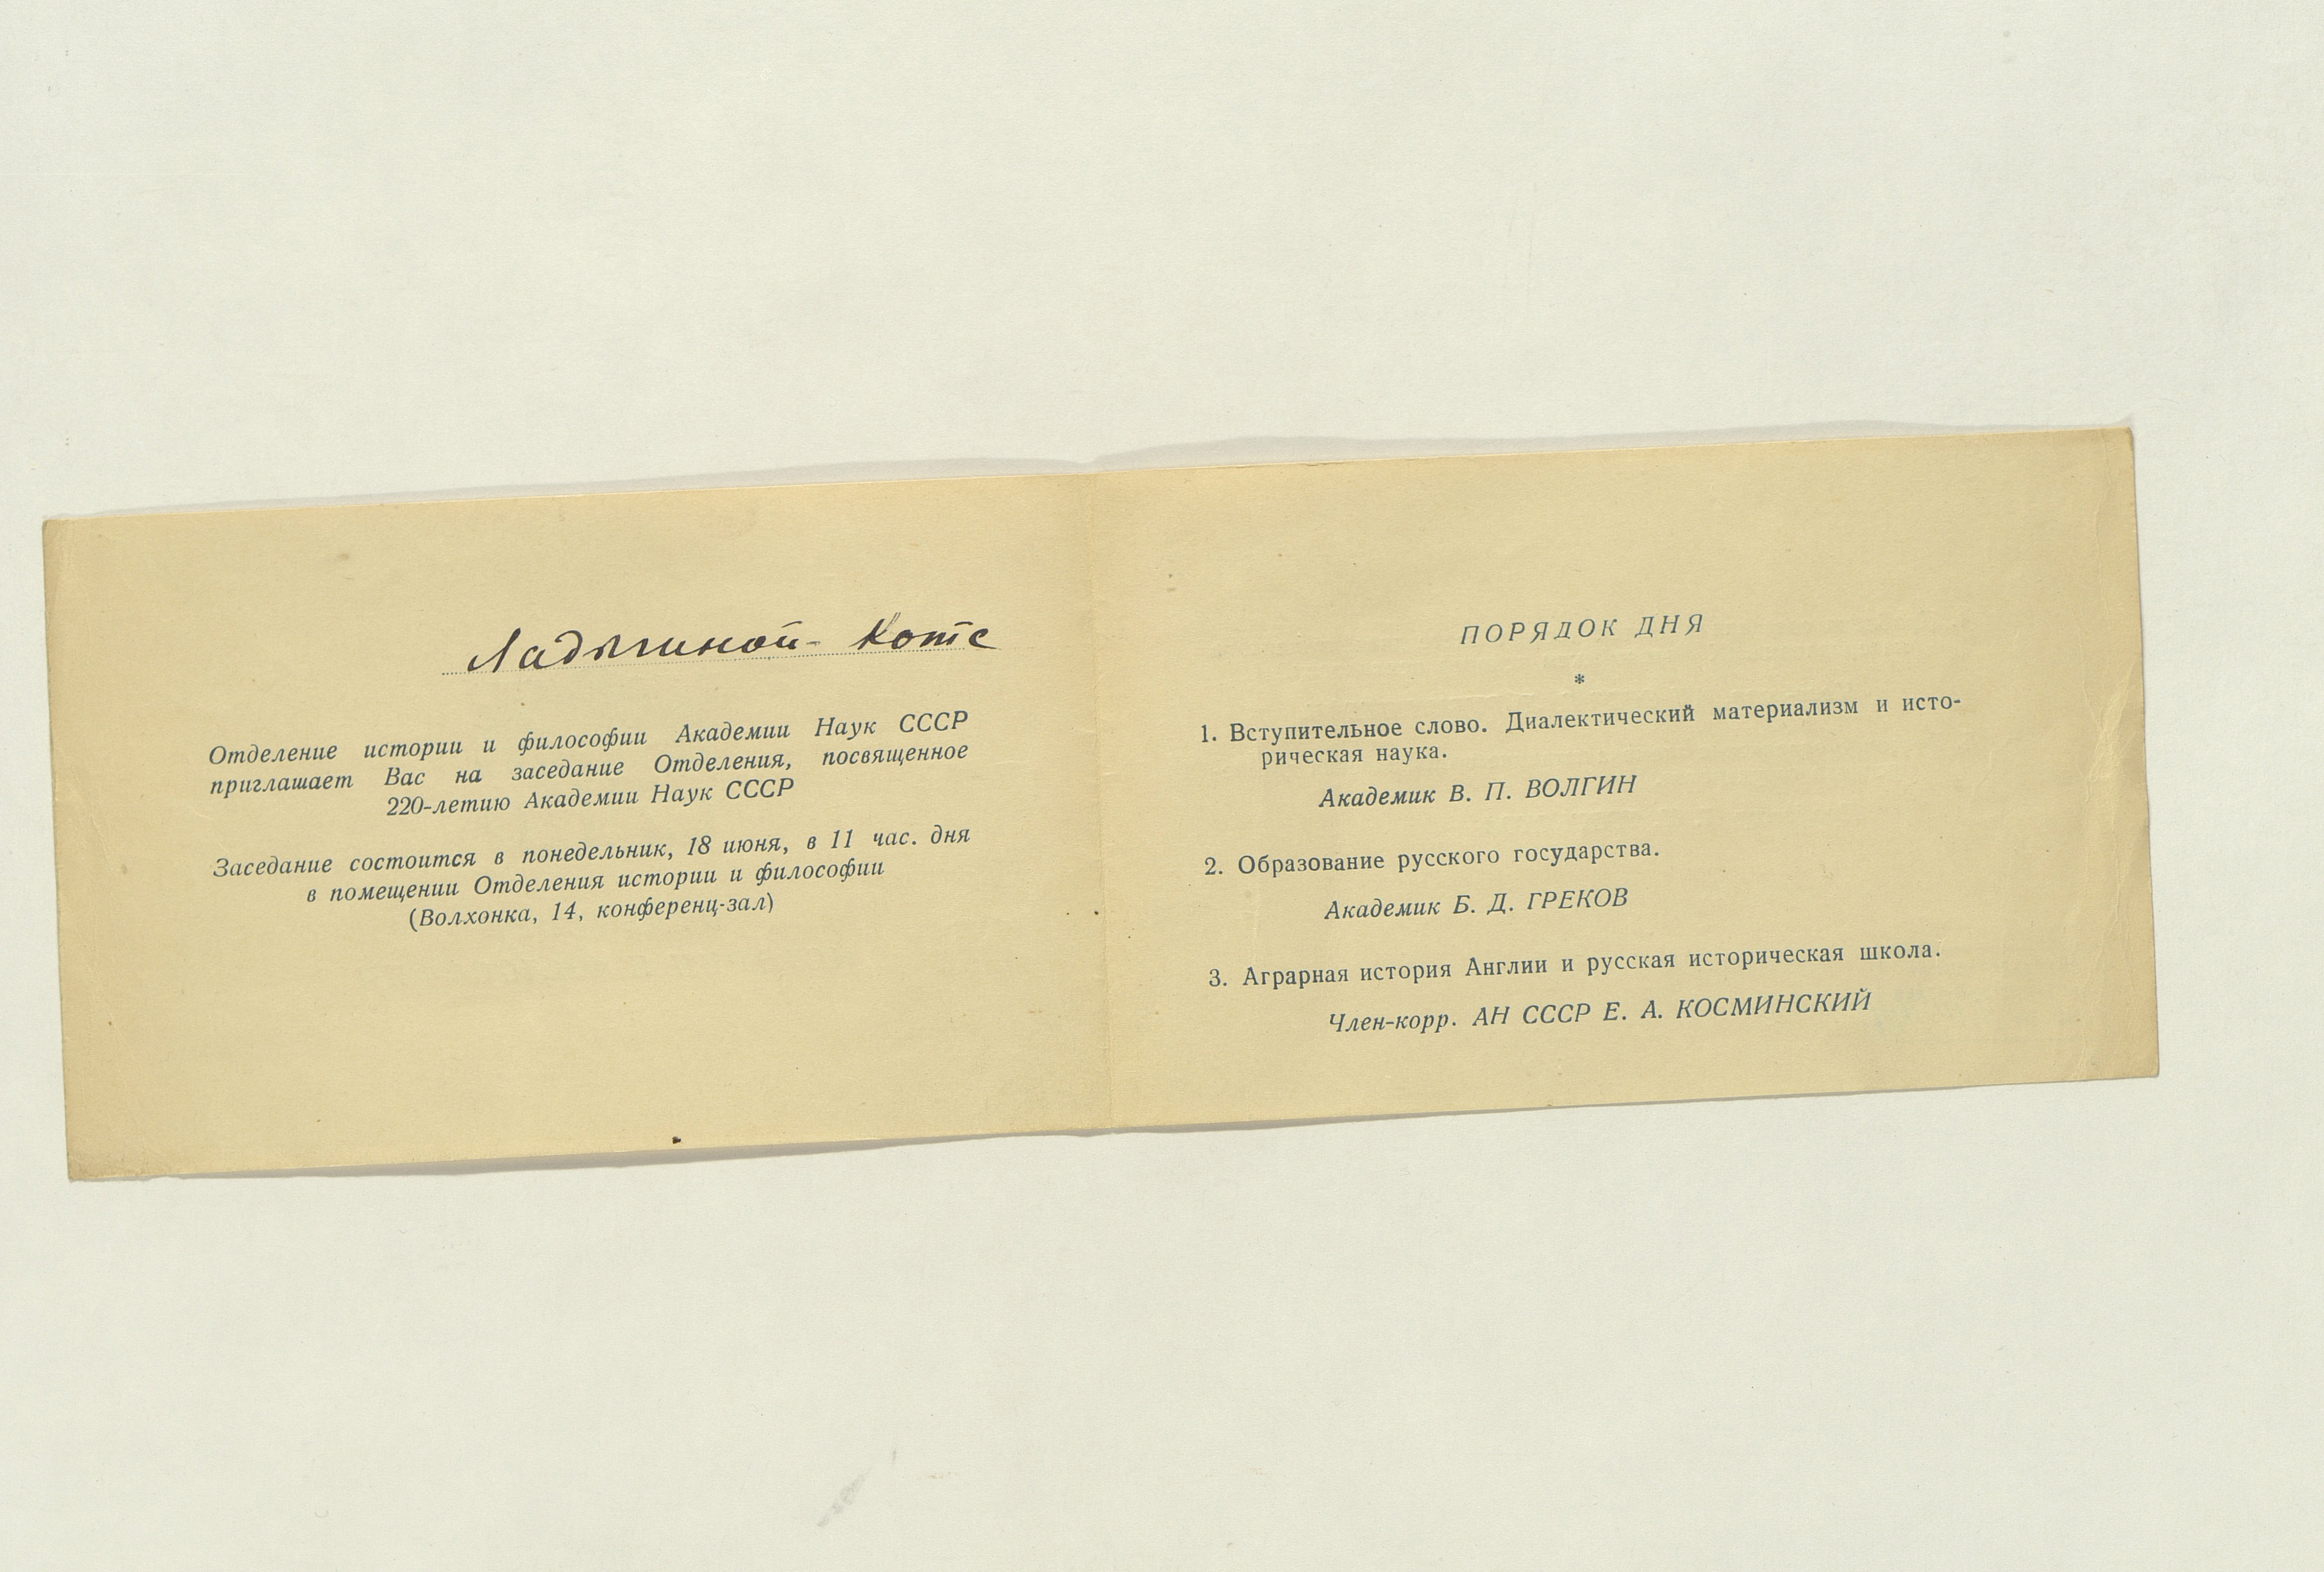 Ладыгиной-Котс
Отделение истории и философии Академии Наук СССР
приглашает Вас на заседание Отделения, посвященное
220-летию Академии Наук СССР
Заседание состоится в понедельник, 18 июня, в 11 час. дня
в помещении Отделения истории и философии
(Волхонка, 14, конференц-зал)
ПОРЯДОК ДНЯ
*
1. Вступительное слово. Диалектический материализм и исто-
рическая наука.
Академик В. П. ВОЛГИН
2. Образование русского государства.
Академик Б. Д. ГРЕКОВ
3. Аграрная история Англии и русская историческая школа.
Член-корр. АН СССР Е. А. КОСМИНСКИЙ